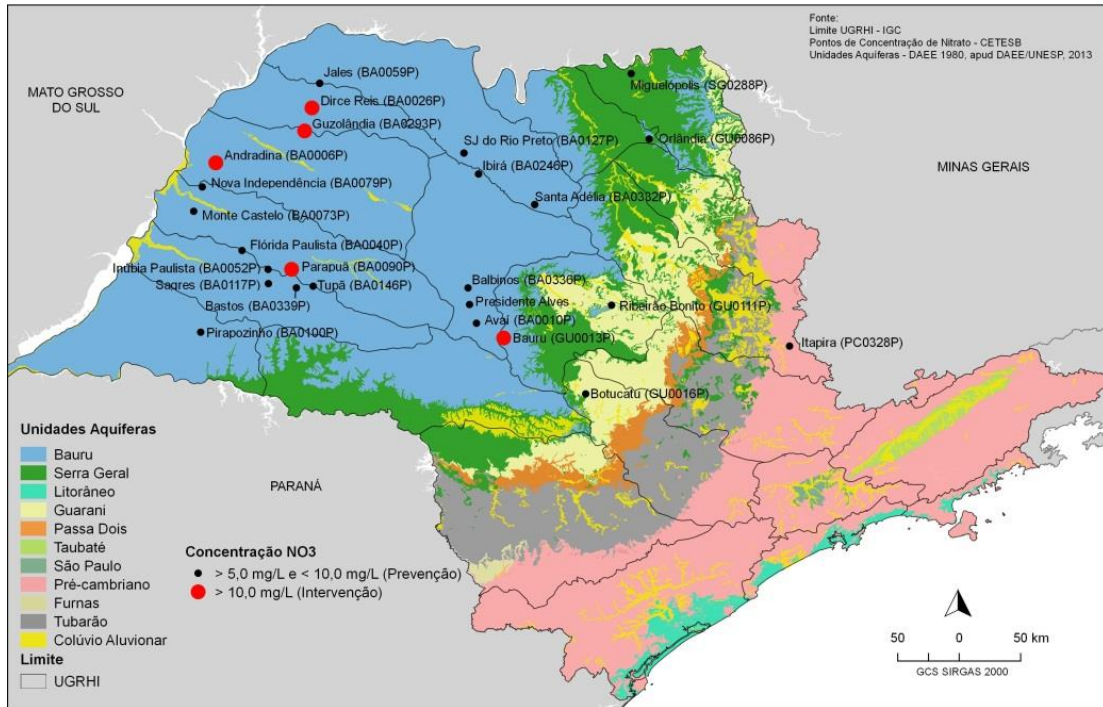 Fonte:
Limite UGRHI - IGC
Pontos de Concentração de Nitrato - CETESB
Unidades Aquíferas - DAEE 1980, apud DAEE/UNESP, 2013
MATO GROSSO
DO SUL
Jales (BA0059P)
Dirce Reis (BA0026P)
Guzolândia (BA0293P)
Andradina (BA0006P)
Nova Independência (BA0079P)
Monte Castelo (BA0073P)
Flórida Paulista (BA0040P)
Inúbia Paulista (BA0052P)
Parapuã (BA0090P)
Sagres (BA0117P)
Tupã (BA0146P)
Bastos (BA0339P)
Pirapozinho (BA0100P)
SJ do Rio Preto (BA0127P)
Ibirá (BA0246P)
Santa Adélia (BA0332P)
Balbinos (BA0336P)
Presidente Alves
Avaí (BA0010P)
Bauru (GU0013P)
Miguelópolis (SG0288P)
Orlândia (GU0086P)
Ribeirão Bonito (GU0111P)
Botucatu (GU0016P)
Itapira (PC0328P)
MINAS GERAIS
PARANÁ
Unidades Aquíferas
Bauru
Serra Geral
Litorâneo
Guarani
Passa Dois
Taubaté
São Paulo
Pré-cambriano
Furnas
Tubarão
Colúvio Aluvionar
Limite
UGRHI
Concentração NO3
> 5,0 mg/L e < 10,0 mg/L (Prevenção)
> 10,0 mg/L (Intervenção)
50 0 50 km
GCS SIRGAS 2000